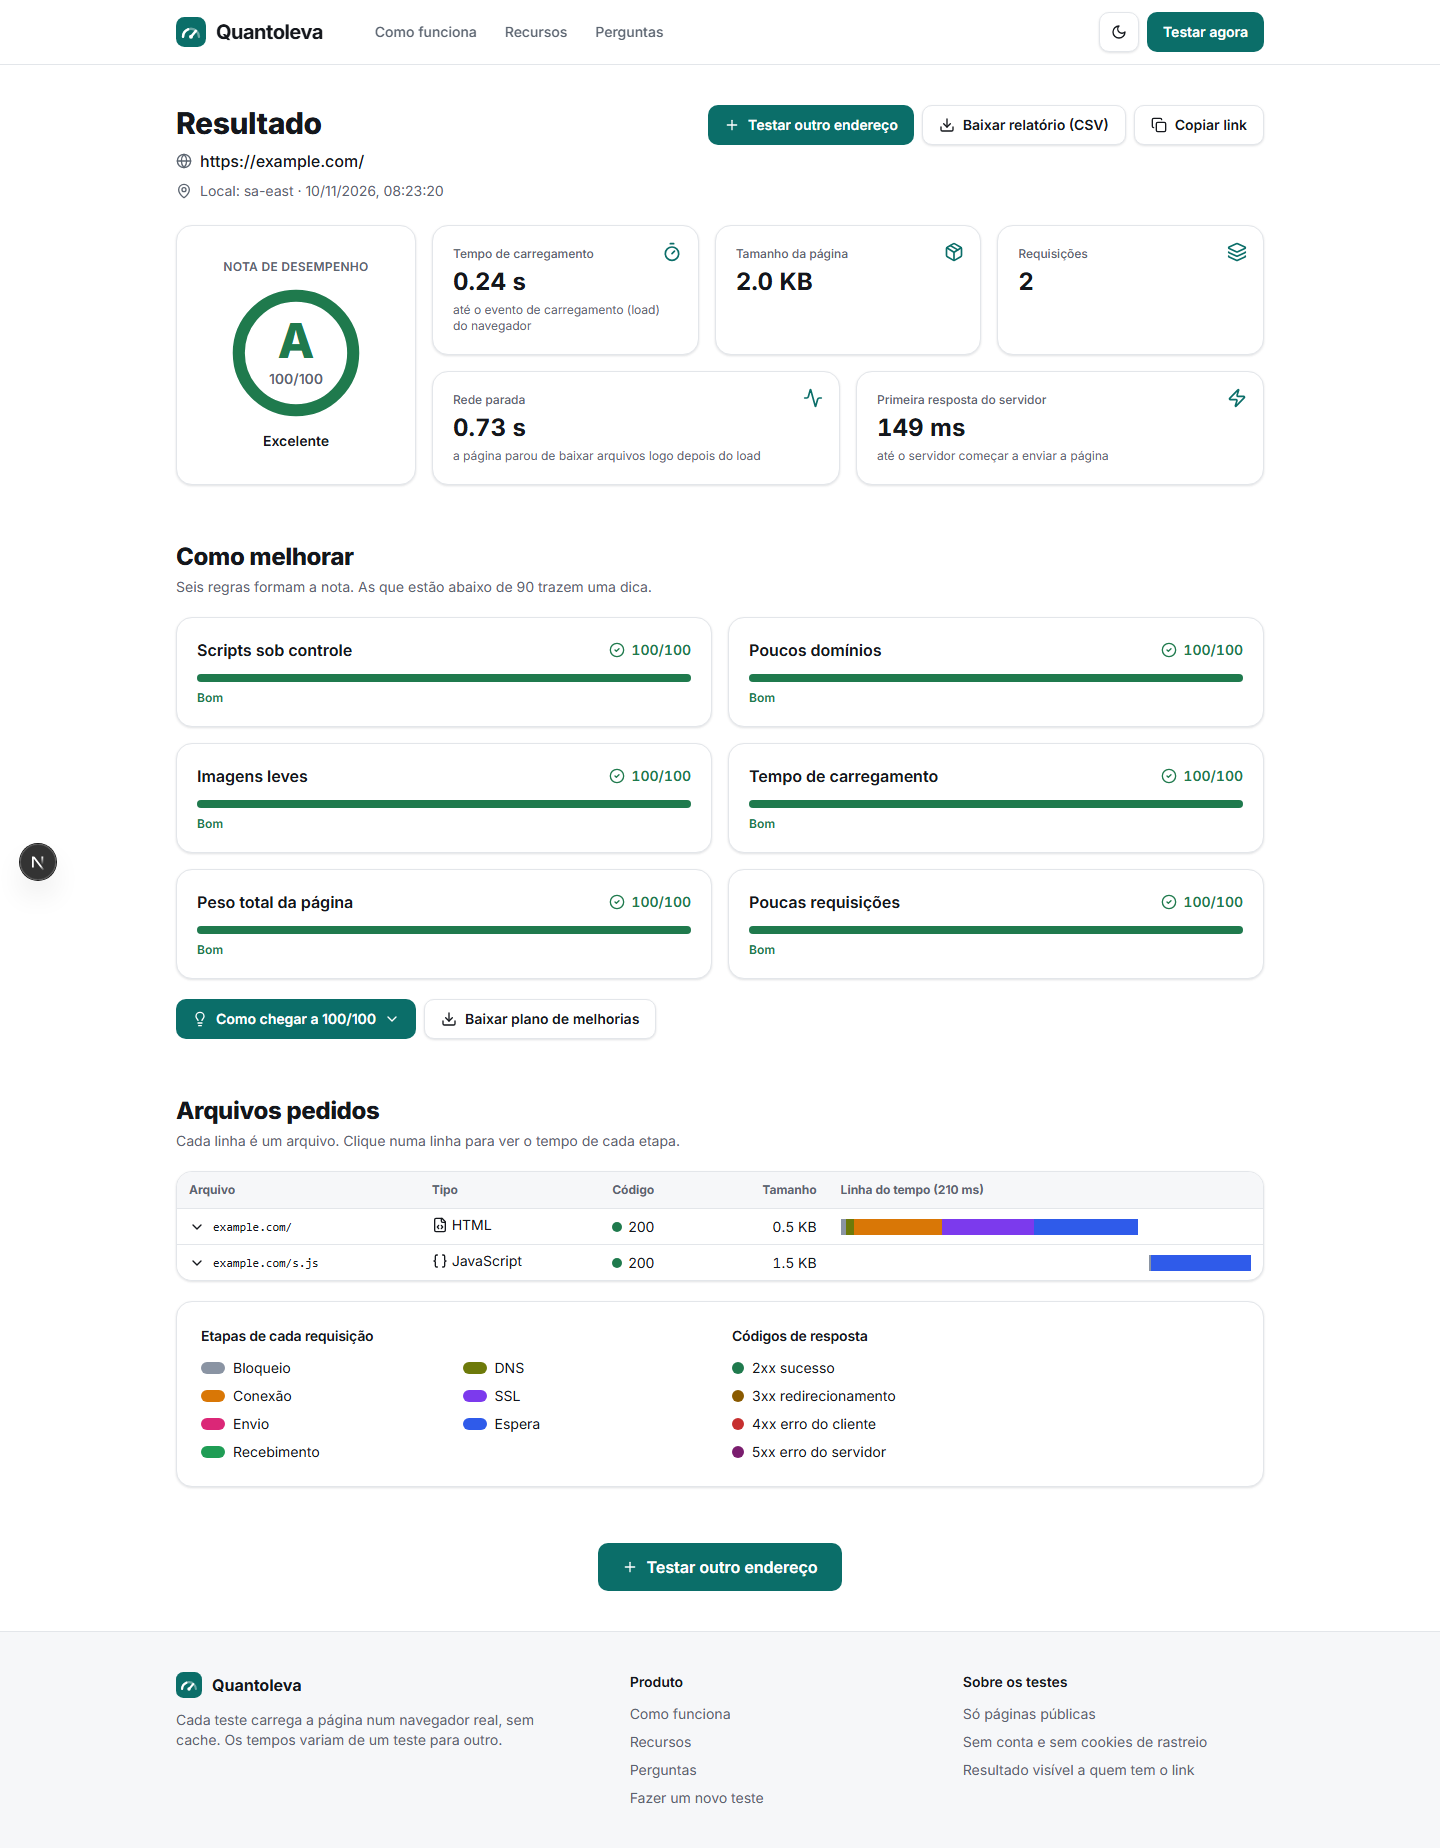 Quantoleva
Como funciona
Recursos
Perguntas
Testar agora
Resultado
https://example.com/
Local: sa-east · 10/11/2026, 08:23:20
Testar outro endereço
Baixar relatório (CSV)
Copiar link
NOTA DE DESEMPENHO
A
100/100
Excelente
Tempo de carregamento
0.24 s
até o evento de carregamento (load)
do navegador
Tamanho da página
2.0 KB
Requisições
2
Rede parada
0.73 s
a página parou de baixar arquivos logo depois do load
Primeira resposta do servidor
149 ms
até o servidor começar a enviar a página
Como melhorar
Seis regras formam a nota. As que estão abaixo de 90 trazem uma dica.
Scripts sob controle
100/100
Bom
Poucos domínios
100/100
Bom
Imagens leves
100/100
Bom
Tempo de carregamento
100/100
Bom
Peso total da página
100/100
Bom
Poucas requisições
100/100
Bom
N
Como chegar a 100/100
Baixar plano de melhorias
Arquivos pedidos
Cada linha é um arquivo. Clique numa linha para ver o tempo de cada etapa.
Arquivo Tipo Código Tamanho Linha do tempo (210 ms)
example.com/ HTML 200 0.5 KB
example.com/s.js JavaScript 200 1.5 KB
Etapas de cada requisição
Bloqueio
DNS
Conexão
SSL
Envio
Espera
Recebimento
Códigos de resposta
2xx sucesso
3xx redirecionamento
4xx erro do cliente
5xx erro do servidor
Testar outro endereço
Quantoleva
Cada teste carrega a página num navegador real, sem
cache. Os tempos variam de um teste para outro.
Produto
Como funciona
Recursos
Perguntas
Fazer um novo teste
Sobre os testes
Só páginas públicas
Sem conta e sem cookies de rastreio
Resultado visível a quem tem o link